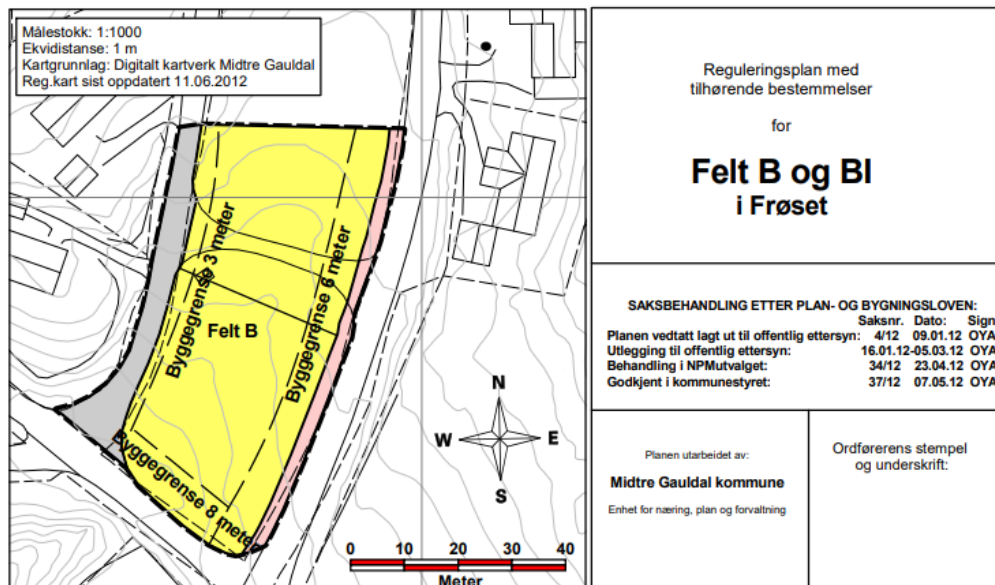 Målestokk: 1:1000
Ekvidistanse: 1 m
Kartgrunnlag: Digitalt kartverk Midtre Gauldal
Reg.kart sist oppdatert 11.06.2012
Byggegrense 3 meter
Felt B
Byggegrense 6 meter
Byggegrense 8 meter
N
W E
S
0 10 20 30 40
Meter
Reguleringsplan med
tilhørende bestemmelser
for
Felt B og BI
i Frøset
SAKSBEHANDLING ETTER PLAN- OG BYGNINGSLOVEN:
Saksnr. Dato: Sign
Planen vedtatt lagt ut til offentlig ettersyn: 4/12 09.01.12 OYA
Utlegging til offentlig ettersyn: 16.01.12-05.03.12 OYA
Behandling i NPMutvalget: 34/12 23.04.12 OYA
Godkjent i kommunestyret: 37/12 07.05.12 OYA
Planen utarbeidet av:
Midtre Gauldal kommune
Enhet for næring, plan og forvaltning
Ordførerens stempel
og underskrift: